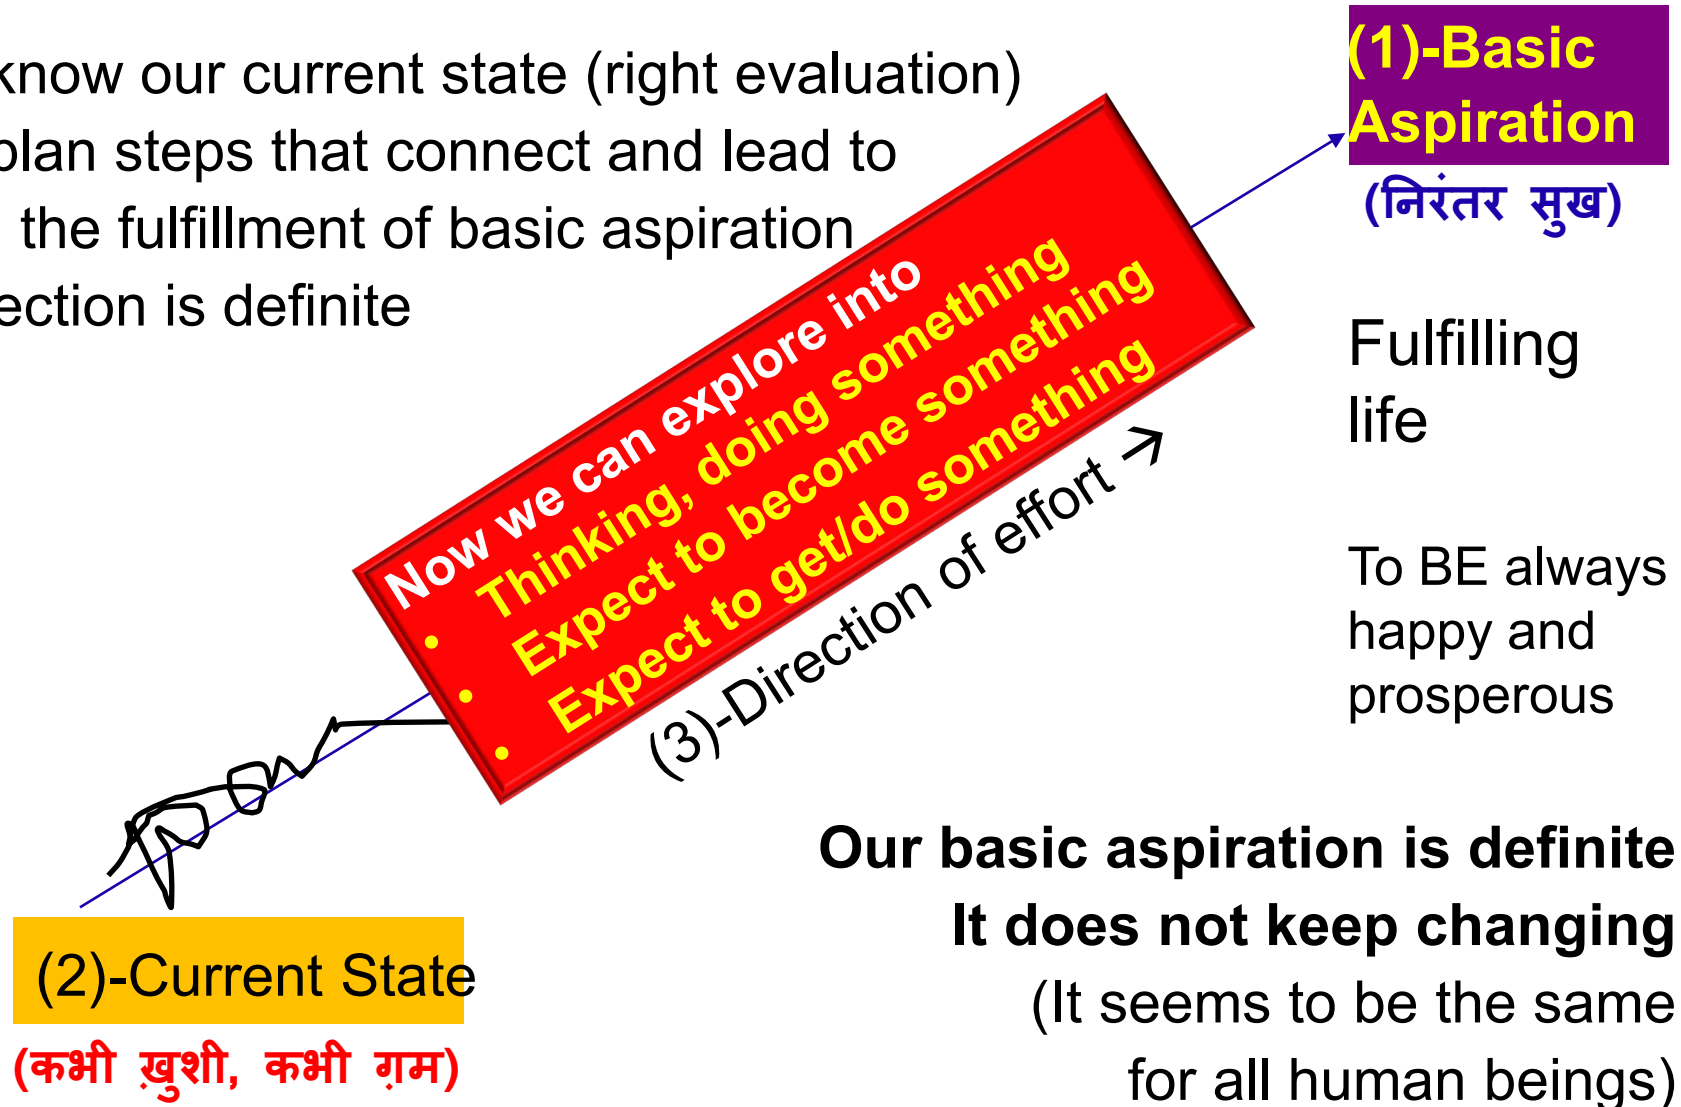 know our current state (right evaluation)
plan steps that connect and lead to
the fulfillment of basic aspiration
ection is definite
(1)-Basic
Aspiration
(निरंतर सुख)
Fulfilling
life
To BE always
happy and
prosperous
Now we can explore into
• Thinking, doing something
• Expect to become something
• Expect to get/do something
(3)-Direction of effort →
(2)-Current State
(कभी ख़ुशी, कभी ग़म)
Our basic aspiration is definite
It does not keep changing
(It seems to be the same
for all human beings)